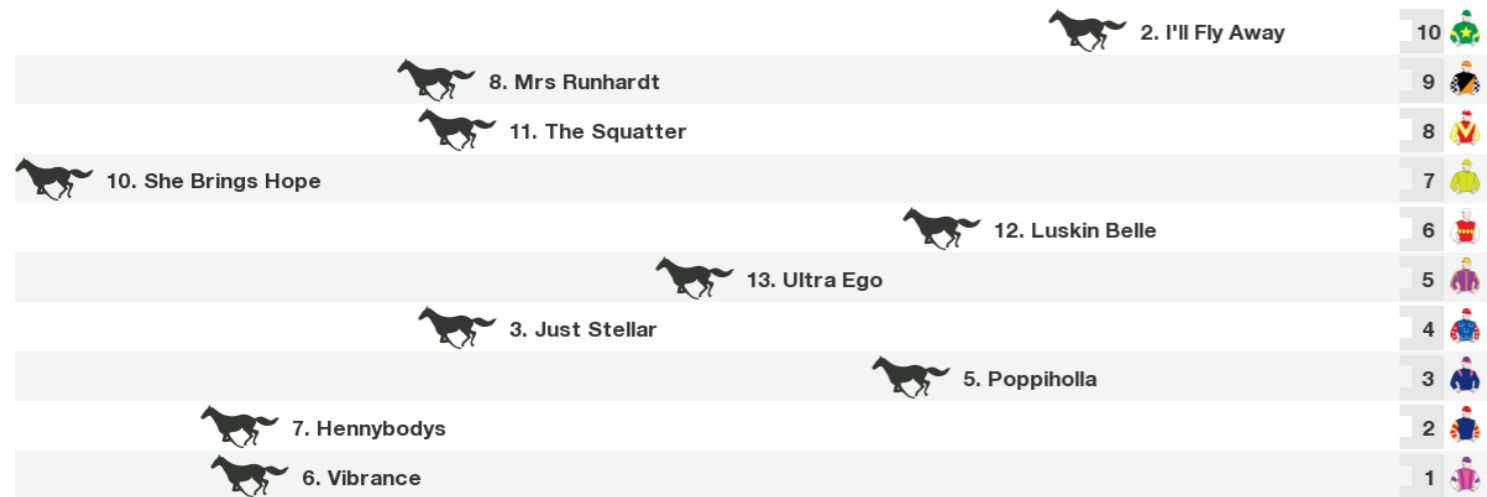 2. I'll Fly Away 10
8. Mrs Runhardt 9
11. The Squatter 8
10. She Brings Hope 7
12. Luskin Belle 6
13. Ultra Ego 5
3. Just Stellar 4
5. Poppiholla 3
7. Hennybodys 2
6. Vibrance 1